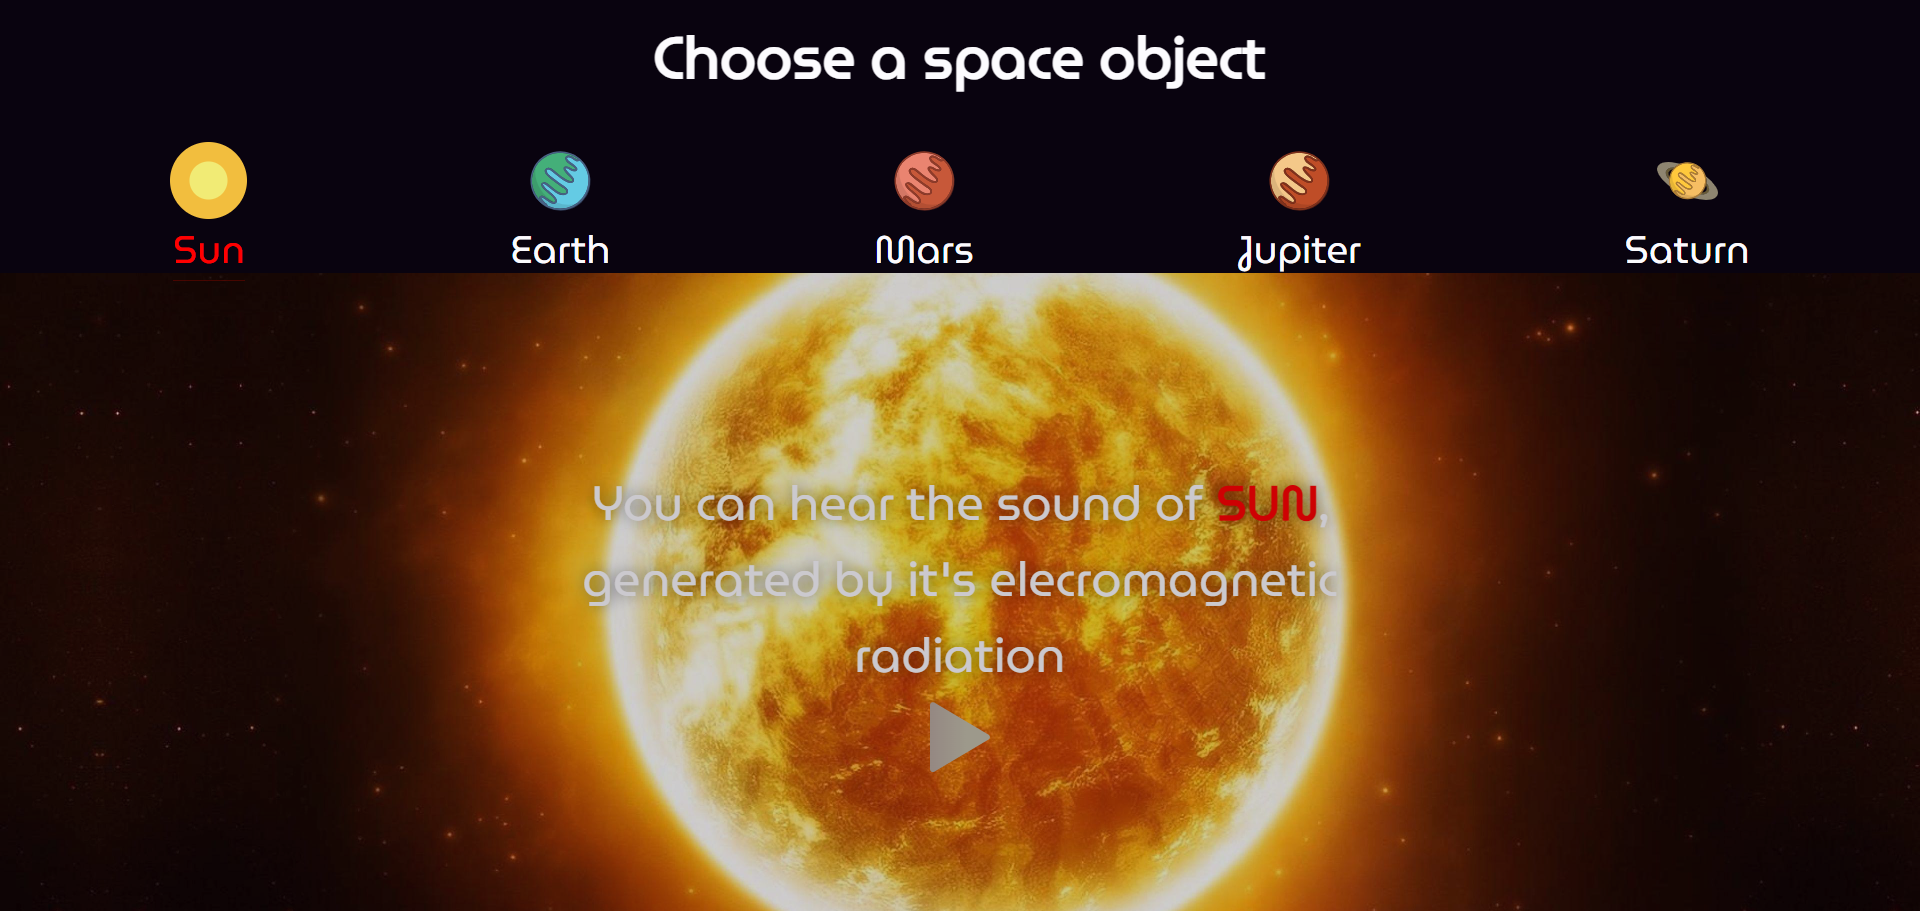 Choose a space object
Sun Earth Mars Jupiter Saturn
You can hear the sound of SUN,
generated by it's elecromagnetic
radiation